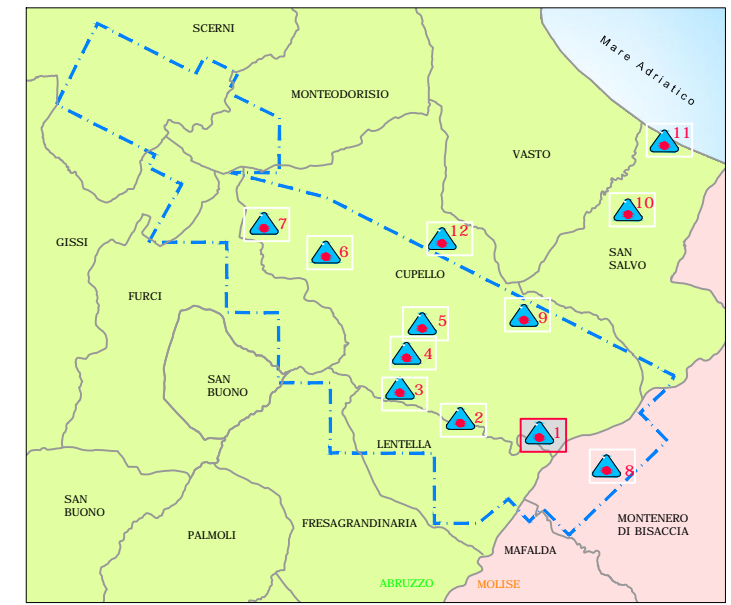 SCERNI
Mare Adriatico
MONTEODORISIO
11
VASTO
10
7
12
GISSI
6
SAN
SALVO
CUPELLO
FURCI
5
9
4
SAN
BUONO
3
2
1
LENTELLA
8
SAN
BUONO
FRESAGRANDINARIA
MONTENERO
DI BISACCIA
PALMOLI
MAFALDA
ABRUZZO
MOLISE